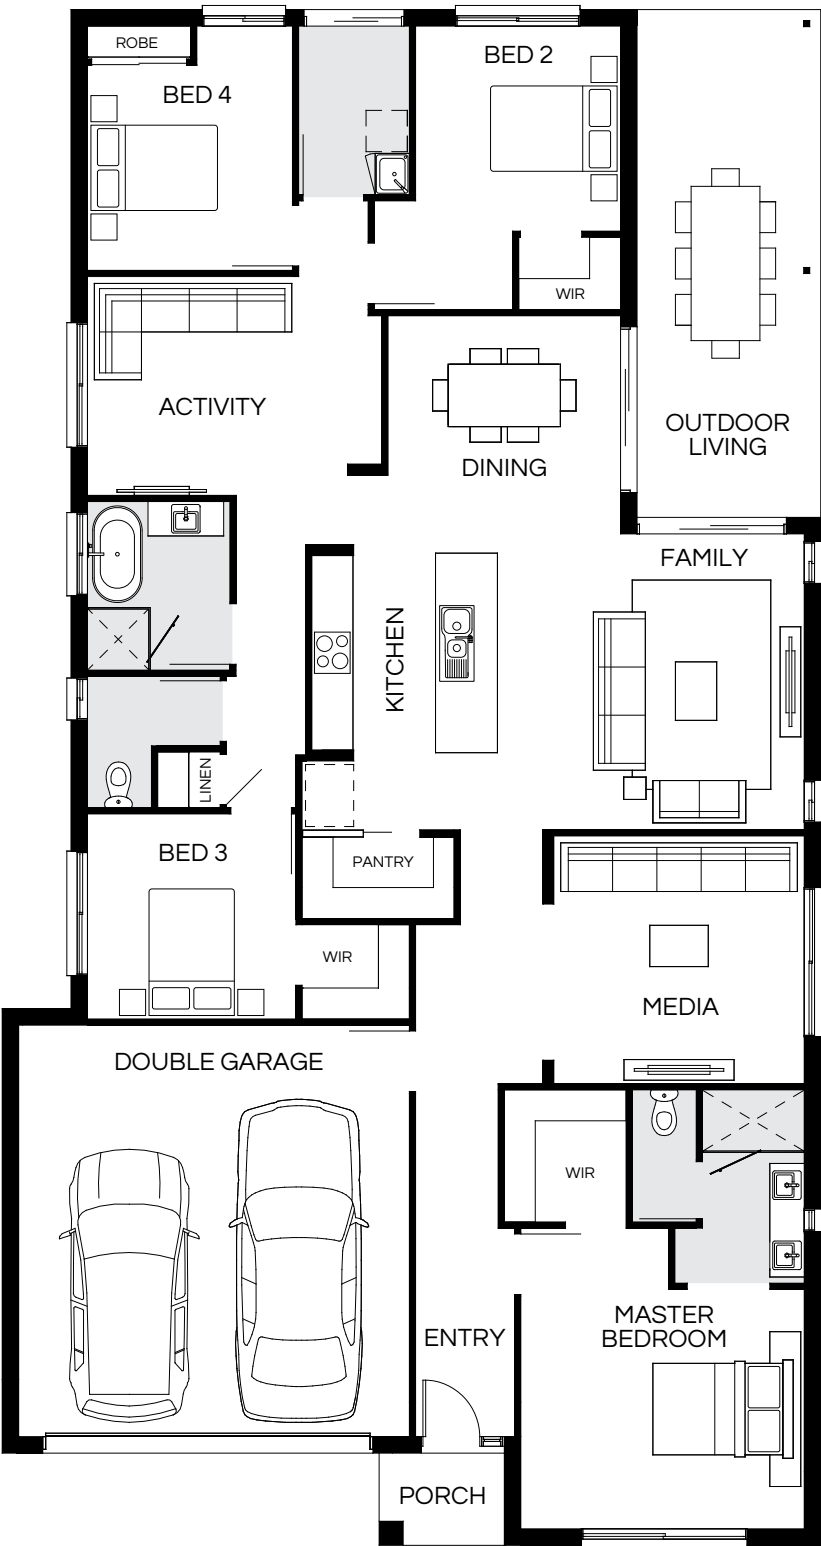 ROBE
BED 4
BED 2
WIR
ACTIVITY
DINING
OUTDOOR
LIVING
FAMILY
KITCHEN
LINEN
BED 3
PANTRY
WIR
MEDIA
DOUBLE GARAGE
WIR
ENTRY
MASTER
BEDROOM
PORCH